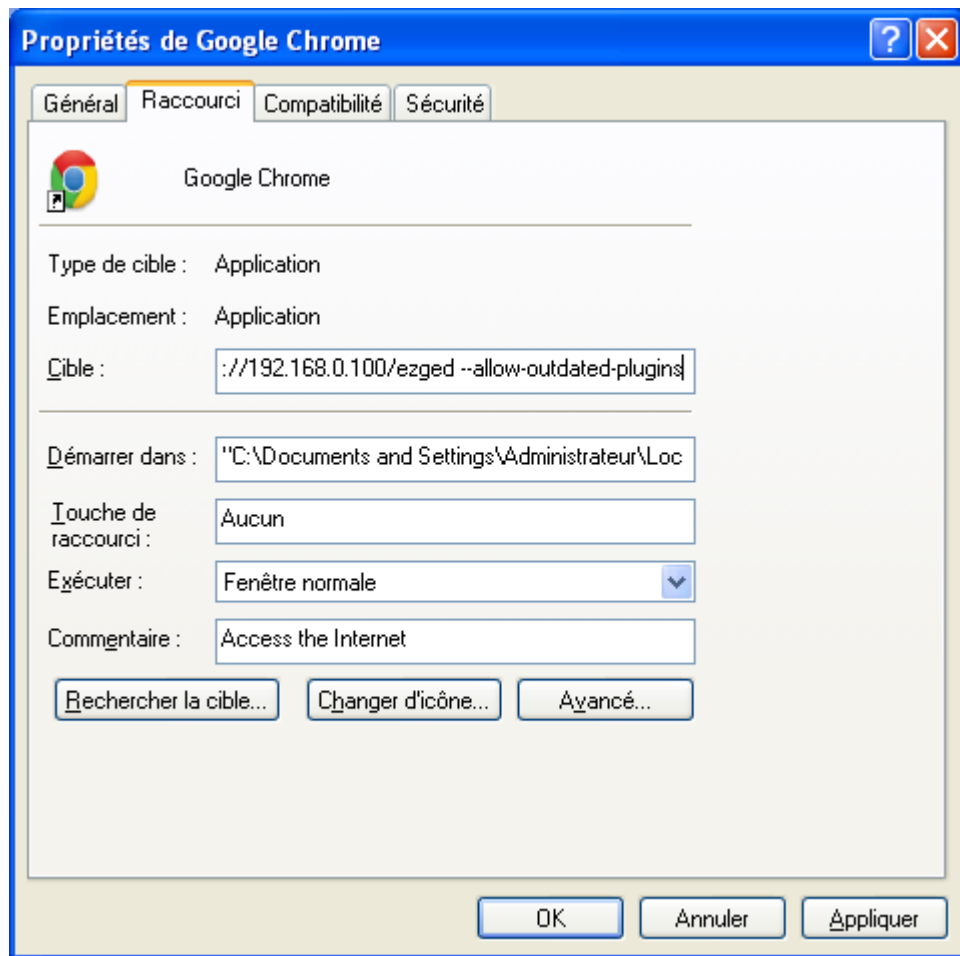 Propriétés de Google Chrome
Général Raccourci Compatibilité Sécurité
Google Chrome
Type de cible : Application
Emplacement : Application
Cible : ://192.168.0.100/ezged --allow-outdated-plugins
Démarrer dans : "C:\Documents and Settings\Administrateur\Loc
Touche de
raccourci : Aucun
Exécuter : Fenêtre normale
Commentaire : Access the Internet
Rechercher la cible... Changer d'icône... Avancé...
OK Annuler Appliquer